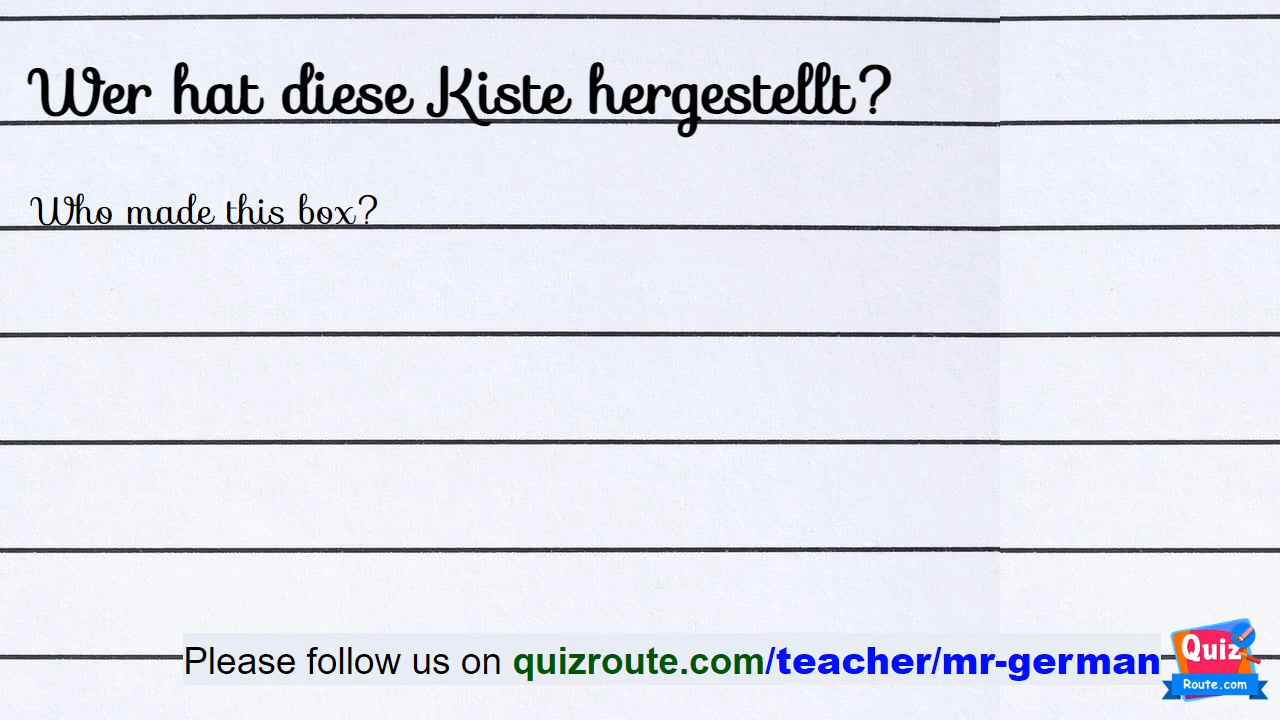 Wer hat diese Kiste hergestellt?
Who made this box?
Please follow us on quizroute.com/teacher/mr-german
Quiz
Route.com